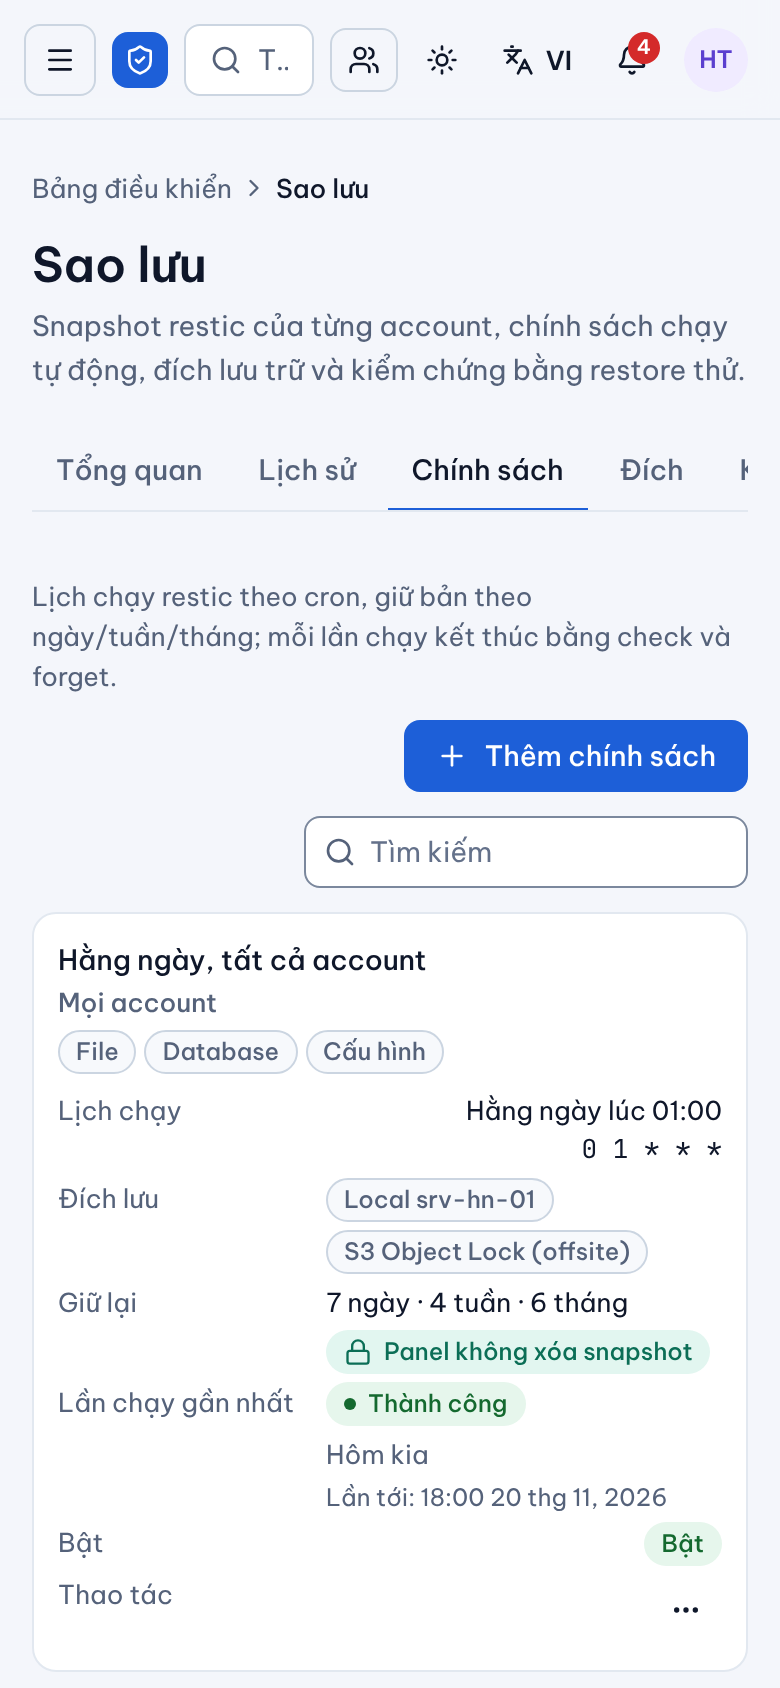 T..
VI
4
HT
Bảng điều khiển > Sao lưu
Sao lưu
Snapshot restic của từng account, chính sách chạy
tự động, đích lưu trữ và kiểm chứng bằng restore thử.
Tổng quan Lịch sử Chính sách Đích
Lịch chạy restic theo cron, giữ bản theo
ngày/tuần/tháng; mỗi lần chạy kết thúc bằng check và
forget.
+ Thêm chính sách
Tìm kiếm
Hằng ngày, tất cả account
Mọi account
File Database Cấu hình
Lịch chạy Hằng ngày lúc 01:00
0 1 * * *
Đích lưu Local srv-hn-01
S3 Object Lock (offsite)
Giữ lại 7 ngày · 4 tuần · 6 tháng
Panel không xóa snapshot
Lần chạy gần nhất Thành công
Hôm kia
Lần tới: 18:00 20 thg 11, 2026
Bật Bật
Thao tác ...